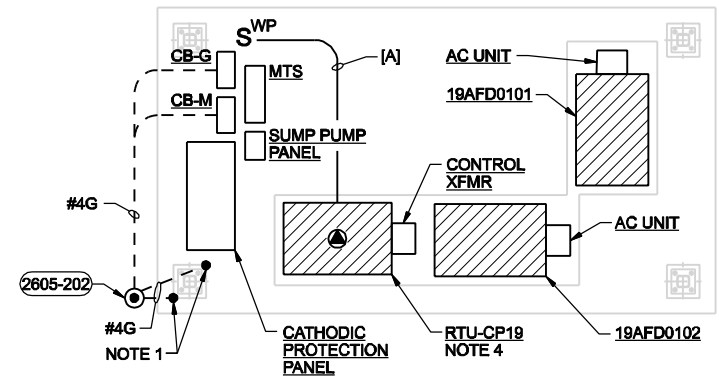 S WP
[A]
CB-G
MTS
CB-M
SUMP PUMP
PANEL
AC UNIT
19AFD0101
CONTROL
XFMR
#4G
AC UNIT
2605-202
#4G
NOTE 1
CATHODIC
PROTECTION
PANEL
RTU-CP19
NOTE 4
19AFD0102